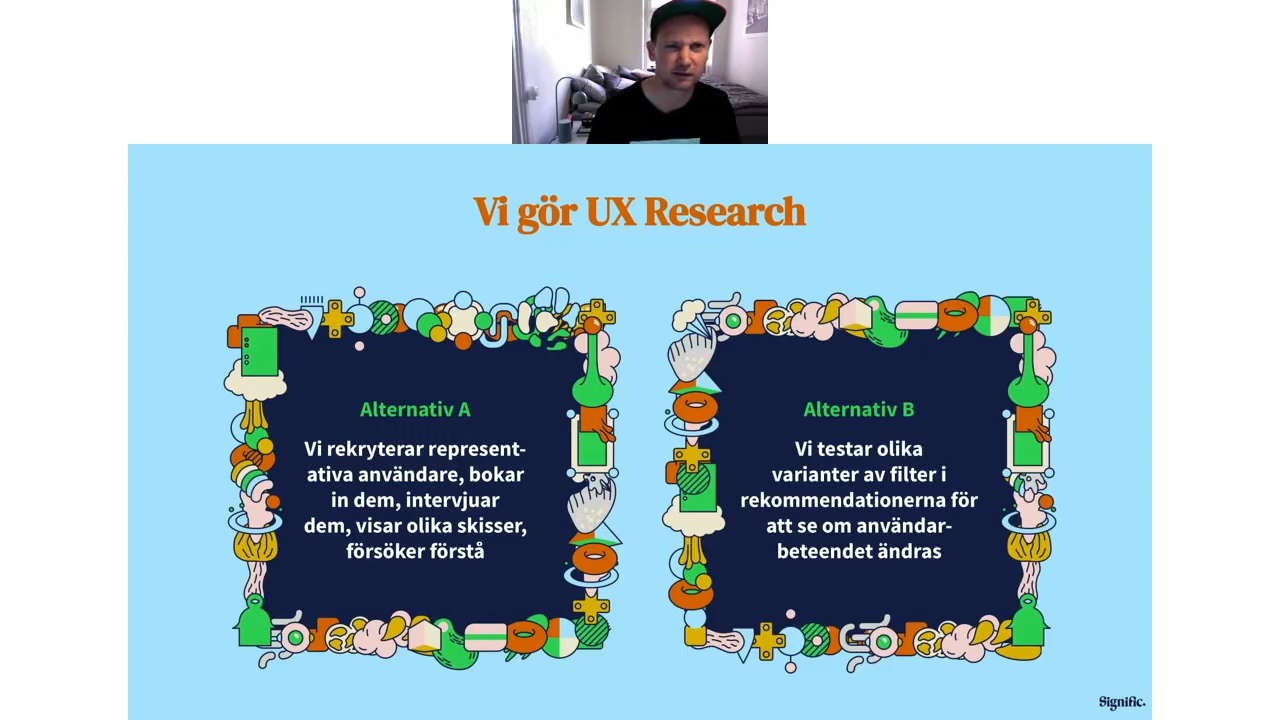 Vi gör UX Research
Alternativ A
Vi rekryterar represent-
ativa användare, bokar
in dem, intervjuar
dem, visar olika skisser,
försöker förstå
Alternativ B
Vi testar olika
varianter av filter i
rekommendationerna för
att se om användar-
beteendet ändras
Signific.